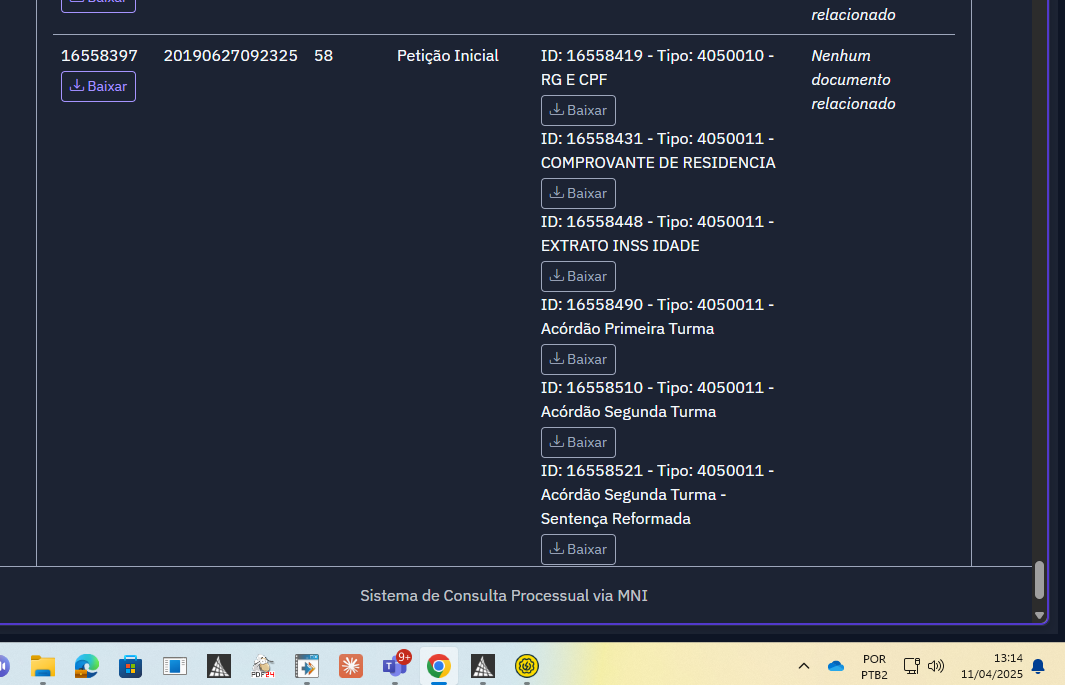 Baixar
relacionado
16558397 20190627092325 58 Petição Inicial ID: 16558419 - Tipo: 4050010 - Nenhum
RG E CPF documento
Baixar Baixar relacionado
ID: 16558431 - Tipo: 4050011 -
COMPROVANTE DE RESIDENCIA
Baixar
ID: 16558448 - Tipo: 4050011 -
EXTRATO INSS IDADE
Baixar
ID: 16558490 - Tipo: 4050011 -
Acórdão Primeira Turma
Baixar
ID: 16558510 - Tipo: 4050011 -
Acórdão Segunda Turma
Baixar
ID: 16558521 - Tipo: 4050011 -
Acórdão Segunda Turma -
Sentença Reformada
Baixar
Sistema de Consulta Processual via MNI
PDF24
T
9+
POR
PTB2
13:14
11/04/2025